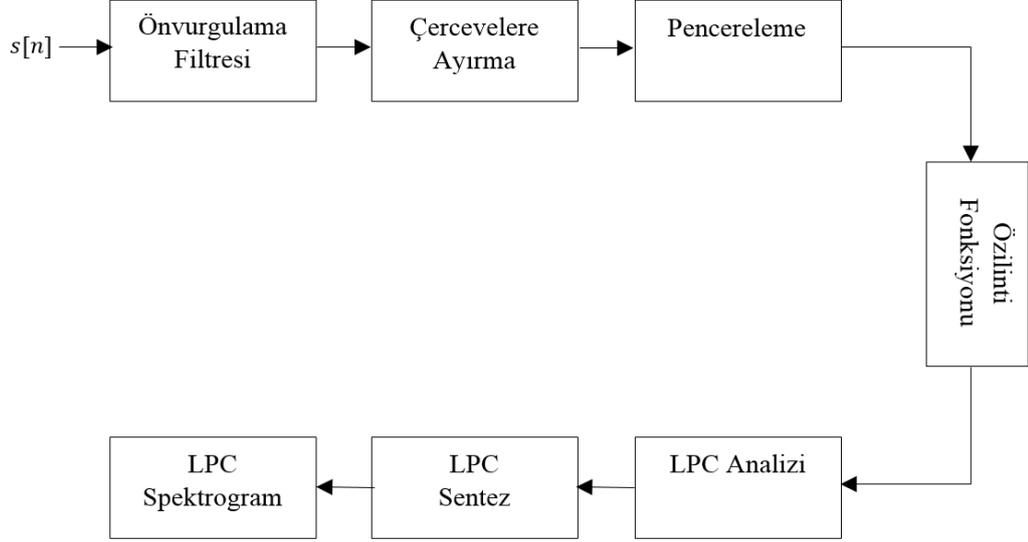 s[n]
Önvurgulama
Filtresi
Çercevelere
Ayırma
Pencereleme
Özilinti
Fonksiyonu
LPC Analizi
LPC
Sentez
LPC
Spektrogram